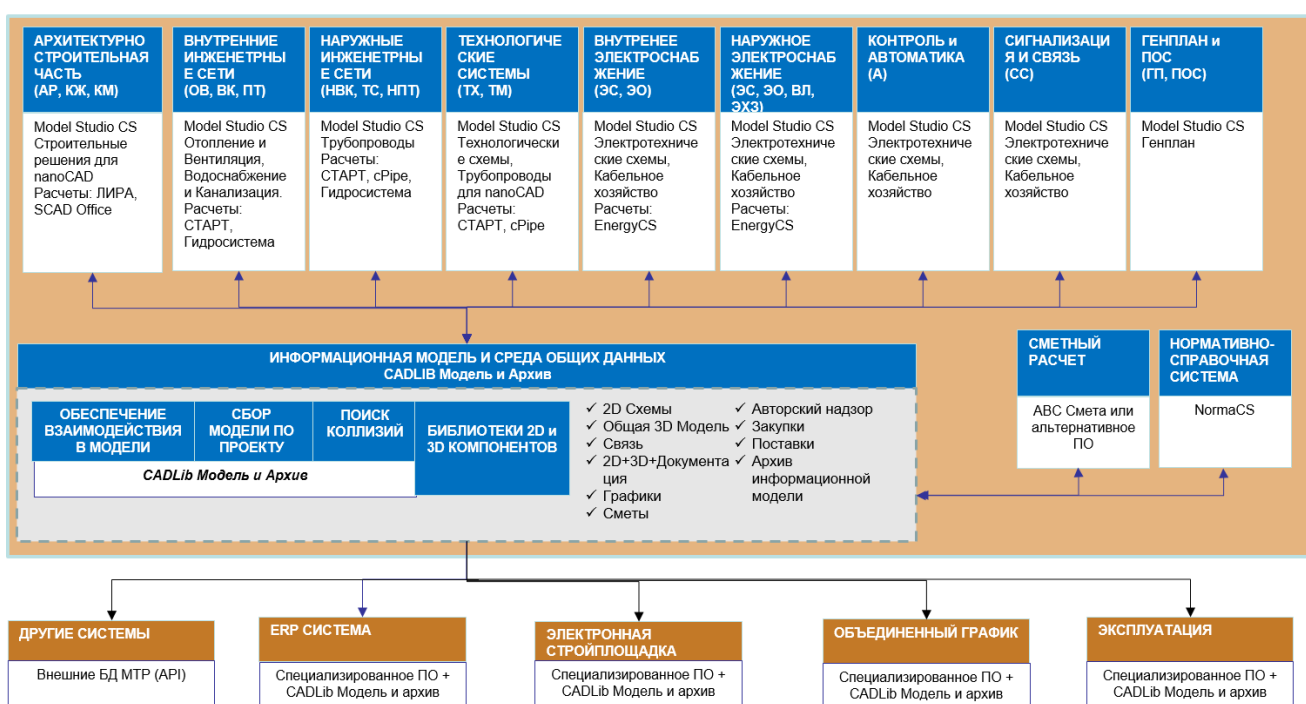 АРХИТЕКТУРНО
СТРОИТЕЛЬНАЯ
ЧАСТЬ
(АР, КЖ, КМ)
Model Studio CS
Строительные
решения для
nanoCAD
Расчеты: ЛИРА,
SCAD Office
ВНУТРЕННИЕ
ИНЖЕНЕТРНЫ
Е СЕТИ
(ОВ, ВК, ПТ)
Model Studio CS
Отопление и
Вентиляция,
Водоснабжение
и Канализация.
Расчеты:
СТАРТ,
Гидросистема
НАРУЖНЫЕ
ИНЖЕНЕТРНЫ
Е СЕТИ
(НВК, ТС, НПТ)
Model Studio CS
Трубопроводы
Расчеты:
СТАРТ, cPipe,
Гидросистема
ТЕХНОЛОГИЧЕ
СКИЕ
СИСТЕМЫ
(ТХ, ТМ)
Model Studio CS
Технологически
е схемы,
Трубопроводы
для nanoCAD
Расчеты:
СТАРТ, cPipe
ВНУТРЕНЕЕ
ЭЛЕКТРОСНАБ
ЖЕНИЕ
(ЭС, ЭО)
Model Studio CS
Электротехниче
ские схемы,
Кабельное
хозяйство
Расчеты:
EnergyCS
НАРУЖНОЕ
ЭЛЕКТРОСНАБ
ЖЕНИЕ
(ЭС, ЭО, ВЛ,
ЭХЗ)
Model Studio CS
Электротехниче
ские схемы,
Кабельное
хозяйство
Расчеты:
EnergyCS
КОНТРОЛЬ и
АВТОМАТИКА
(А)
Model Studio CS
Электротехниче
ские схемы,
Кабельное
хозяйство
СИГНАЛИЗАЦИ
Я И СВЯЗЬ
(СС)
Model Studio CS
Электротехниче
ские схемы,
Кабельное
хозяйство
ГЕНПЛАН и
ПОС
(ГП, ПОС)
Model Studio CS
Генплан
ИНФОРМАЦИОННАЯ МОДЕЛЬ И СРЕДА ОБЩИХ ДАННЫХ
CADLIB Модель и Архив
ОБЕСПЕЧЕНИЕ
ВЗАИМОДЕЙСТВИЯ
В МОДЕЛИ
СБОР
МОДЕЛИ ПО
ПРОЕКТУ
ПОИСК
КОЛЛИЗИЙ
CADLib Модель и Архив
БИБЛИОТЕКИ 2D и
3D КОМПОНЕНТОВ
✓ 2D Схемы
✓ Общая 3D Модель
✓ Связь
✓ 2D+3D+Документа
ция
✓ Графики
✓ Сметы
✓ Авторский надзор
✓ Закупки
✓ Поставки
✓ Архив
информационной
модели
СМЕТНЫЙ
РАСЧЕТ
АВС Смета или
альтернативное
ПО
НОРМАТИВНО-
СПРАВОЧНАЯ
СИСТЕМА
NormaCS
ДРУГИЕ СИСТЕМЫ
Внешние БД МТР (API)
ERP СИСТЕМА
Специализированное ПО +
CADLib Модель и архив
ЭЛЕКТРОННАЯ
СТРОЙПЛОЩАДКА
Специализированное ПО +
CADLib Модель и архив
ОБЪЕДИНЕННЫЙ ГРАФИК
Специализированное ПО +
CADLib Модель и архив
ЭКСПЛУАТАЦИЯ
Специализированное ПО +
CADLib Модель и архив